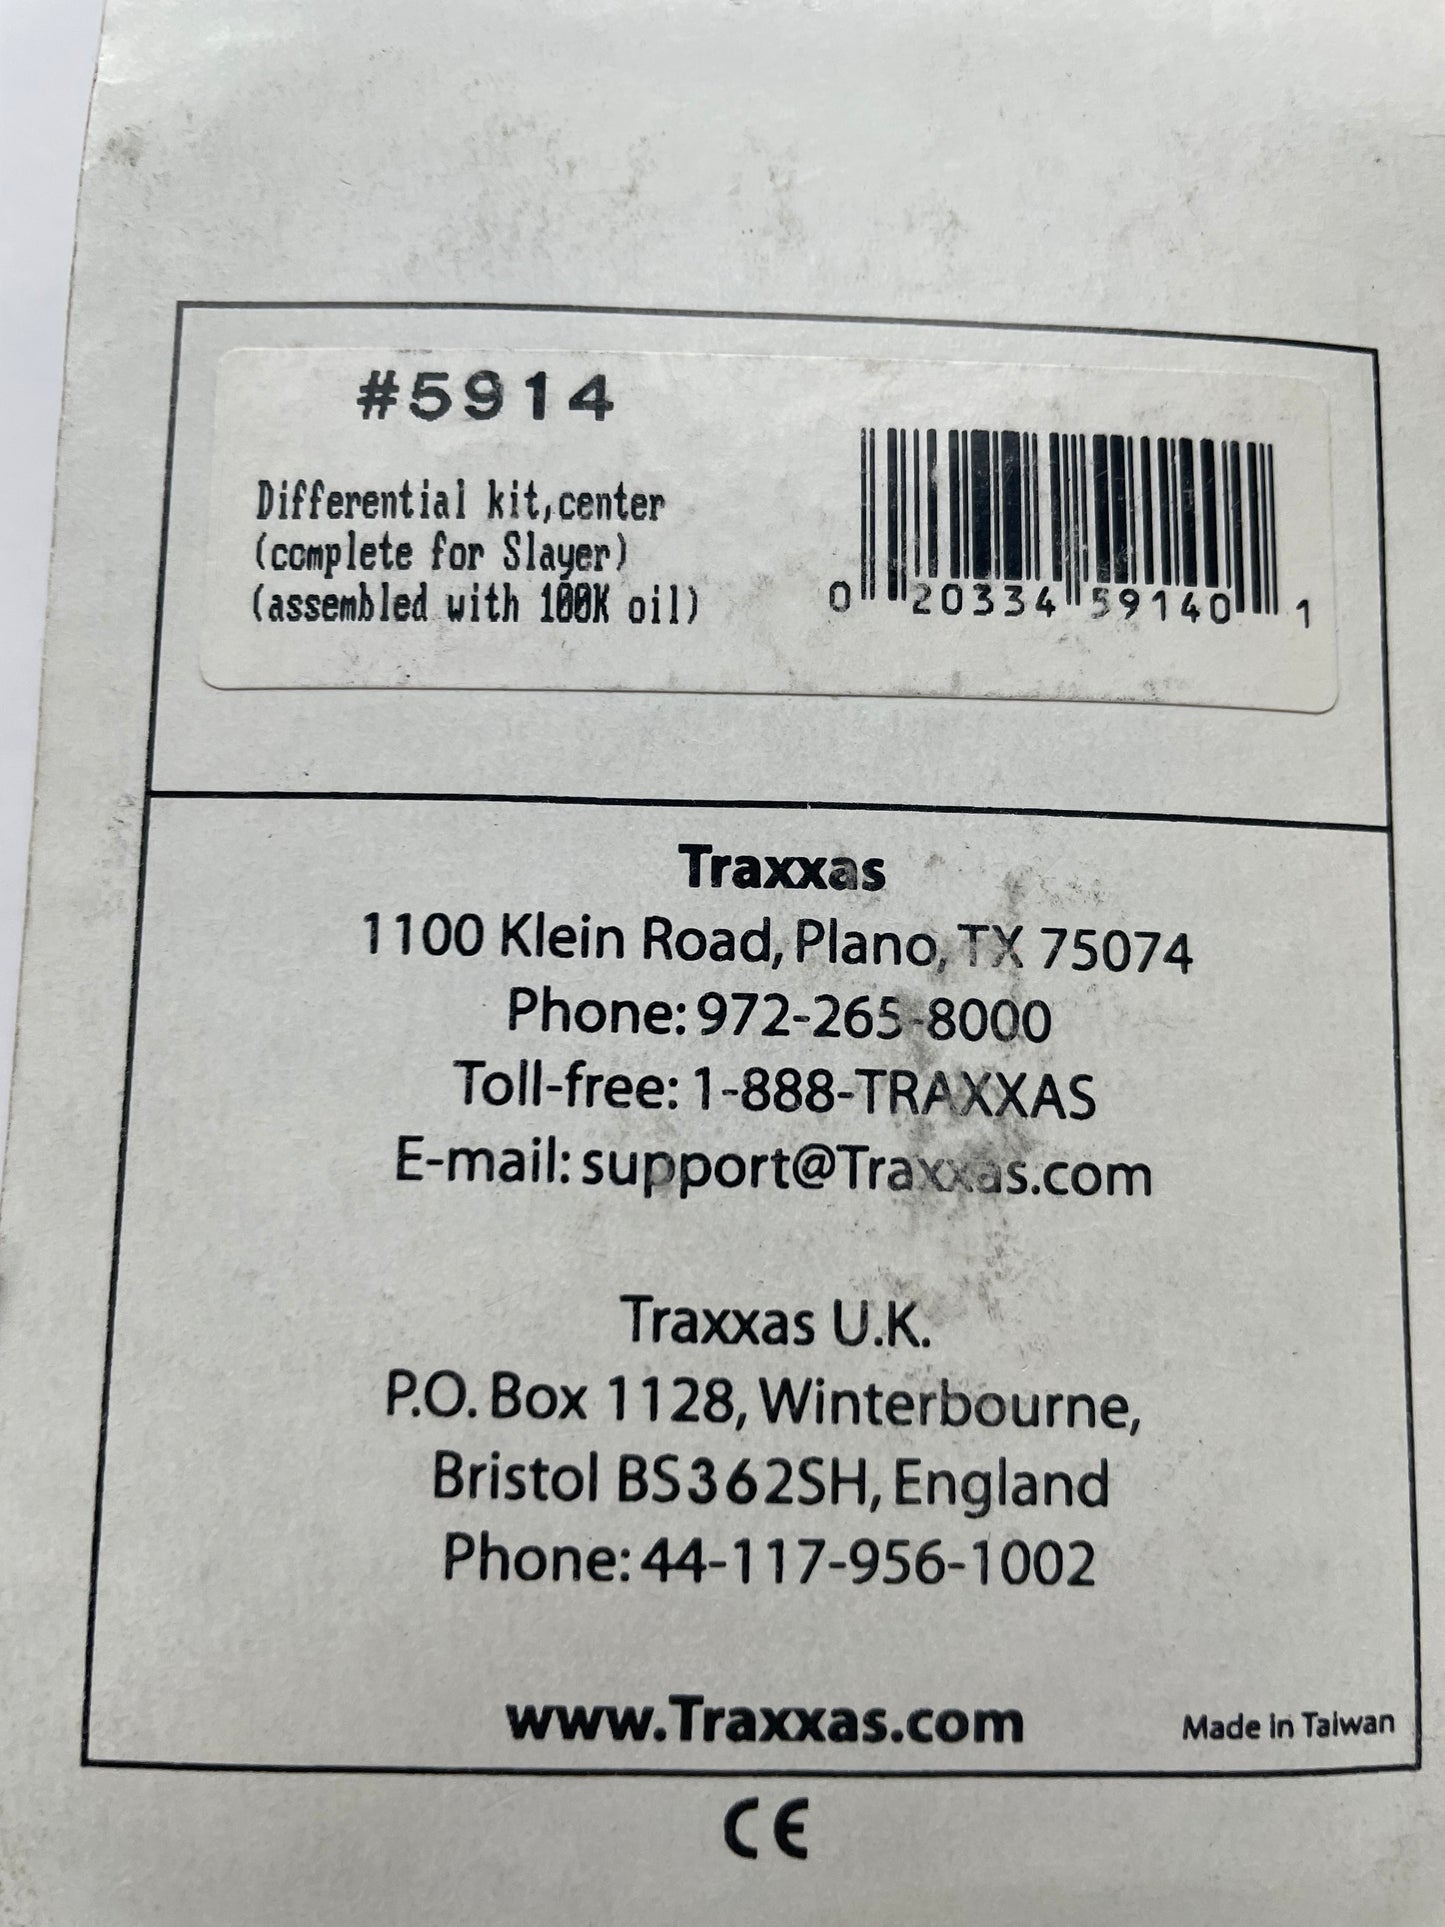 #5914
Differential kit,center
(complete for Slayer)
(assembled with 100K oil)
0 20334 59140 1
Traxxas
1100 Klein Road, Plano, TX 75074
Phone: 972-265-8000
Toll-free: 1-888-TRAXXAS
E-mail: support@Traxxas.com
Traxxas U.K.
P.O. Box 1128, Winterbourne,
Bristol BS362SH, England
Phone: 44-117-956-1002
www.Traxxas.com
Made in Taiwan
CE